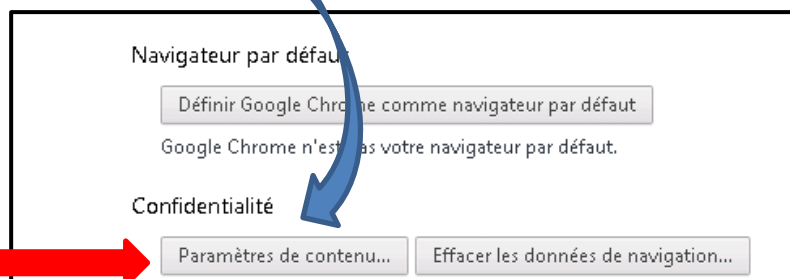 Navigateur par défaut
Définir Google Chrome comme navigateur par défaut
Google Chrome n'est pas votre navigateur par défaut.
Confidentialité
Paramètres de contenu...
Effacer les données de navigation...